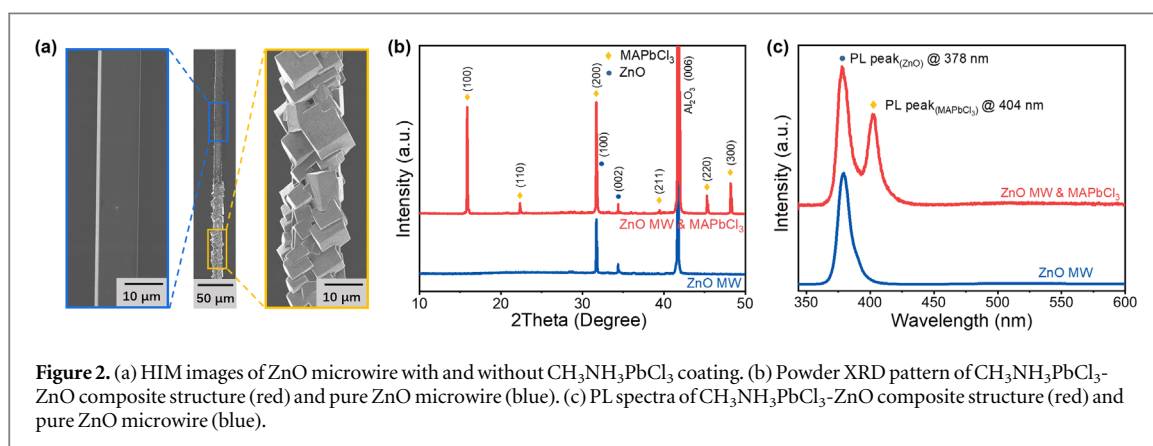 (a)
10 μm
50 μm
10 μm
(b)
Intensity (a.u.)
MAPbCl₃
ZnO
(100)
(110)
(200)
(100)
(002)
(211)
Al₂O₃ (006)
(220)
(300)
ZnO MW & MAPbCl₃
ZnO MW
10 20 30 40 50
2Theta (Degree)
(c)
Intensity (a.u.)
PL peak(ZnO) @ 378 nm
PL peak(MAPbCl3) @ 404 nm
ZnO MW & MAPbCl₃
ZnO MW
350 400 450 500 550 600
Wavelength (nm)
Figure 2. (a) HIM images of ZnO microwire with and without CH₃NH₃PbCl₃ coating. (b) Powder XRD pattern of CH₃NH₃PbCl₃-
ZnO composite structure (red) and pure ZnO microwire (blue). (c) PL spectra of CH₃NH₃PbCl₃-ZnO composite structure (red) and
pure ZnO microwire (blue).